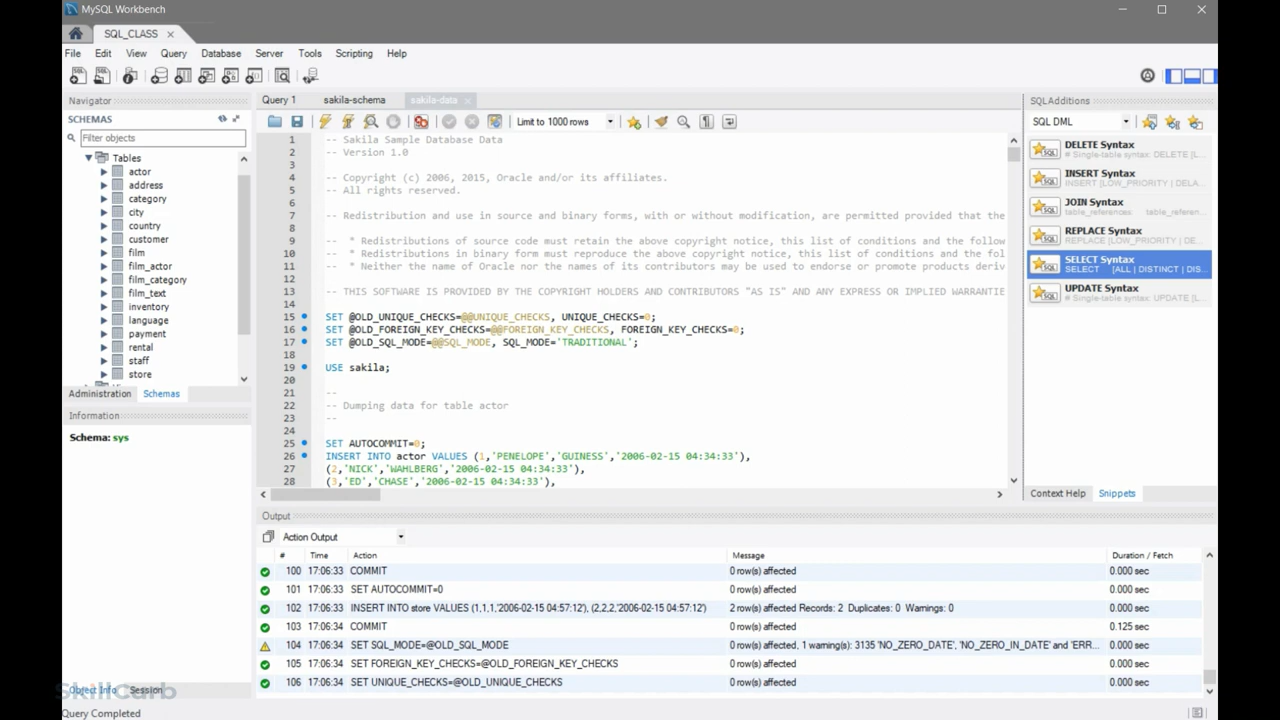 MySQL Workbench
SQL_CLASS
File Edit View Query Database Server Tools Scripting Help
Navigator
SCHEMAS
Filter objects
Tables
actor
address
category
city
country
customer
film
film_actor
film_category
film_text
inventory
language
payment
rental
staff
store
Administration Schemas
Information
Schema: sys
Object Info Session
SkillCurb
Query Completed
Query 1 sakila-schema sakila-data
Limit to 1000 rows
1 -- Sakila Sample Database Data
2 -- Version 1.0
3
4 -- Copyright (c) 2006, 2015, Oracle and/or its affiliates.
5 -- All rights reserved.
6
7 -- Redistribution and use in source and binary forms, with or without modification, are permitted provided that the
8
9 -- * Redistributions of source code must retain the above copyright notice, this list of conditions and the follow
10 -- * Redistributions in binary form must reproduce the above copyright notice, this list of conditions and the fol
11 -- * Neither the name of Oracle nor the names of its contributors may be used to endorse or promote products deriv
12
13 -- THIS SOFTWARE IS PROVIDED BY THE COPYRIGHT HOLDERS AND CONTRIBUTORS "AS IS" AND ANY EXPRESS OR IMPLIED WARRANTIE
14
15 SET @OLD_UNIQUE_CHECKS=@@UNIQUE_CHECKS, UNIQUE_CHECKS=0;
16 SET @OLD_FOREIGN_KEY_CHECKS=@@FOREIGN_KEY_CHECKS, FOREIGN_KEY_CHECKS=0;
17 SET @OLD_SQL_MODE=@@SQL_MODE, SQL_MODE='TRADITIONAL';
18
19 USE sakila;
20
21 --
22 -- Dumping data for table actor
23 --
24
25 SET AUTOCOMMIT=0;
26 INSERT INTO actor VALUES (1,'PENELOPE','GUINESS','2006-02-15 04:34:33'),
27 (2,'NICK','WAHLBERG','2006-02-15 04:34:33'),
28 (3,'ED','CHASE','2006-02-15 04:34:33'),
SQLAdditions
SQL DML
DELETE Syntax
# Single-table syntax: DELETE [L...
INSERT Syntax
INSERT [LOW_PRIORITY | DELA...
JOIN Syntax
table_references table_referen...
REPLACE Syntax
REPLACE [LOW_PRIORITY | DE...
SELECT Syntax
SELECT [ALL | DISTINCT | DIS...
UPDATE Syntax
# Single-table syntax: UPDATE [L...
Context Help Snippets
Output
Action Output
# Time Action Message Duration / Fetch
100 17:06:33 COMMIT 0 row(s) affected 0.000 sec
101 17:06:33 SET AUTOCOMMIT=0 0 row(s) affected 0.000 sec
102 17:06:33 INSERT INTO store VALUES (1,1,1,'2006-02-15 04:57:12'), (2,2,2,'2006-02-15 04:57:12') 2 row(s) affected Records: 2 Duplicates: 0 Warnings: 0 0.000 sec
103 17:06:34 COMMIT 0 row(s) affected 0.125 sec
104 17:06:34 SET SQL_MODE=@OLD_SQL_MODE 0 row(s) affected, 1 warning(s): 3135 'NO_ZERO_DATE', 'NO_ZERO_IN_DATE' and 'ERR... 0.000 sec
105 17:06:34 SET FOREIGN_KEY_CHECKS=@OLD_FOREIGN_KEY_CHECKS 0 row(s) affected 0.000 sec
106 17:06:34 SET UNIQUE_CHECKS=@OLD_UNIQUE_CHECKS 0 row(s) affected 0.000 sec